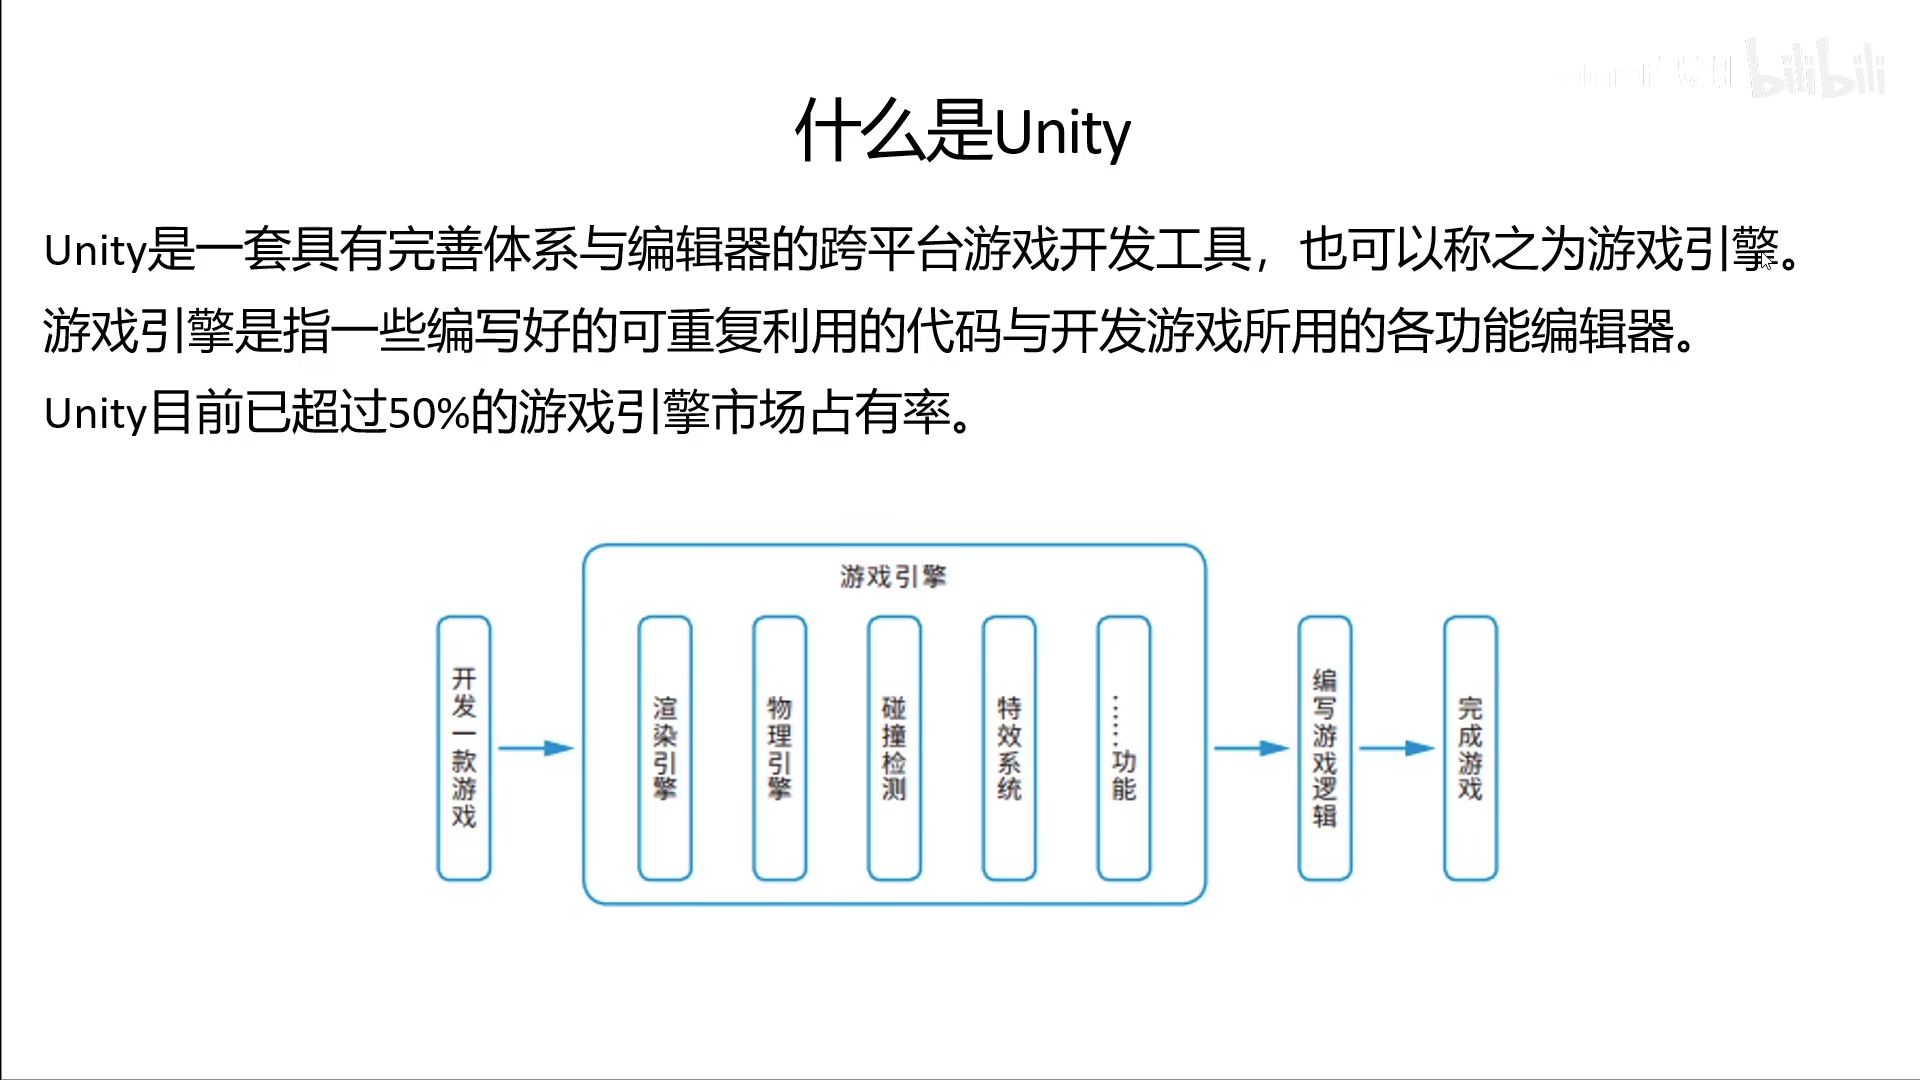 bilibili
什么是Unity
Unity是一套具有完善体系与编辑器的跨平台游戏开发工具，也可以称之为游戏引擎。
游戏引擎是指一些编写好的可重复利用的代码与开发游戏所用的各功能编辑器。
Unity目前已超过50%的游戏引擎市场占有率。
游戏引擎
开发一款游戏
渲染引擎
物理引擎
碰撞检测
特效系统
……功能
编写游戏逻辑
完成游戏